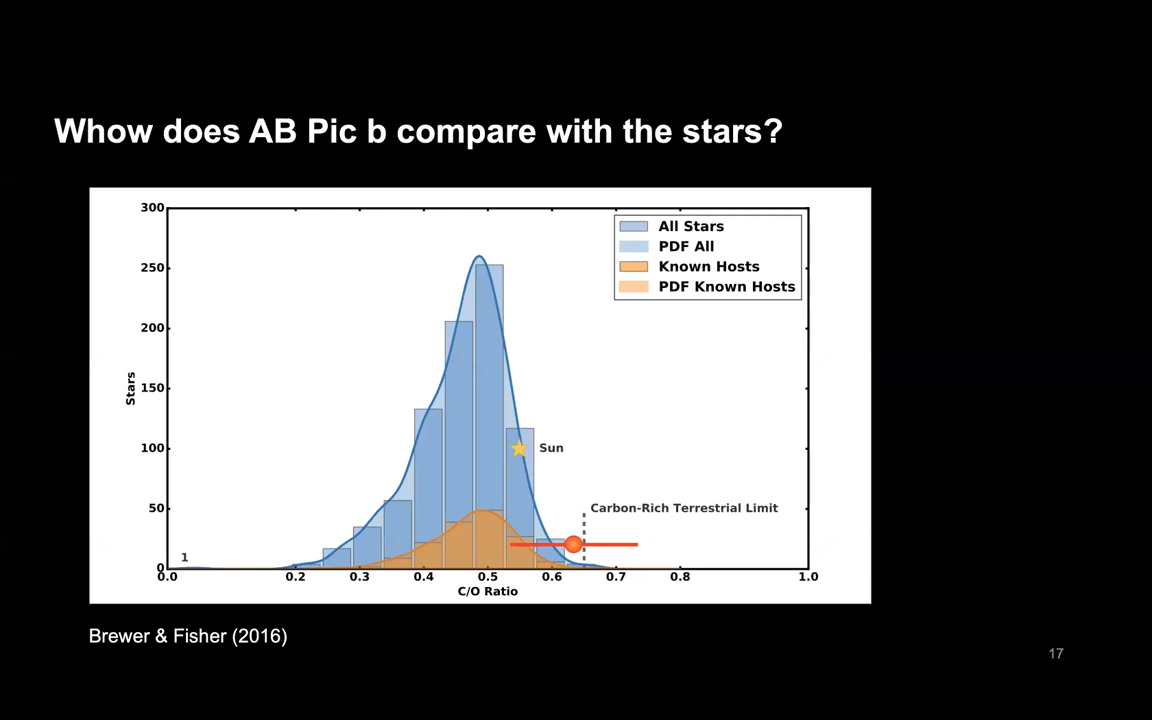 Whow does AB Pic b compare with the stars?
300
250
200
150
100
50
0
Stars
All Stars
PDF All
Known Hosts
PDF Known Hosts
Sun
Carbon-Rich Terrestrial Limit
1
0.0 0.2 0.3 0.4 0.5 0.6 0.7 0.8 1.0
C/O Ratio
Brewer & Fisher (2016)
17